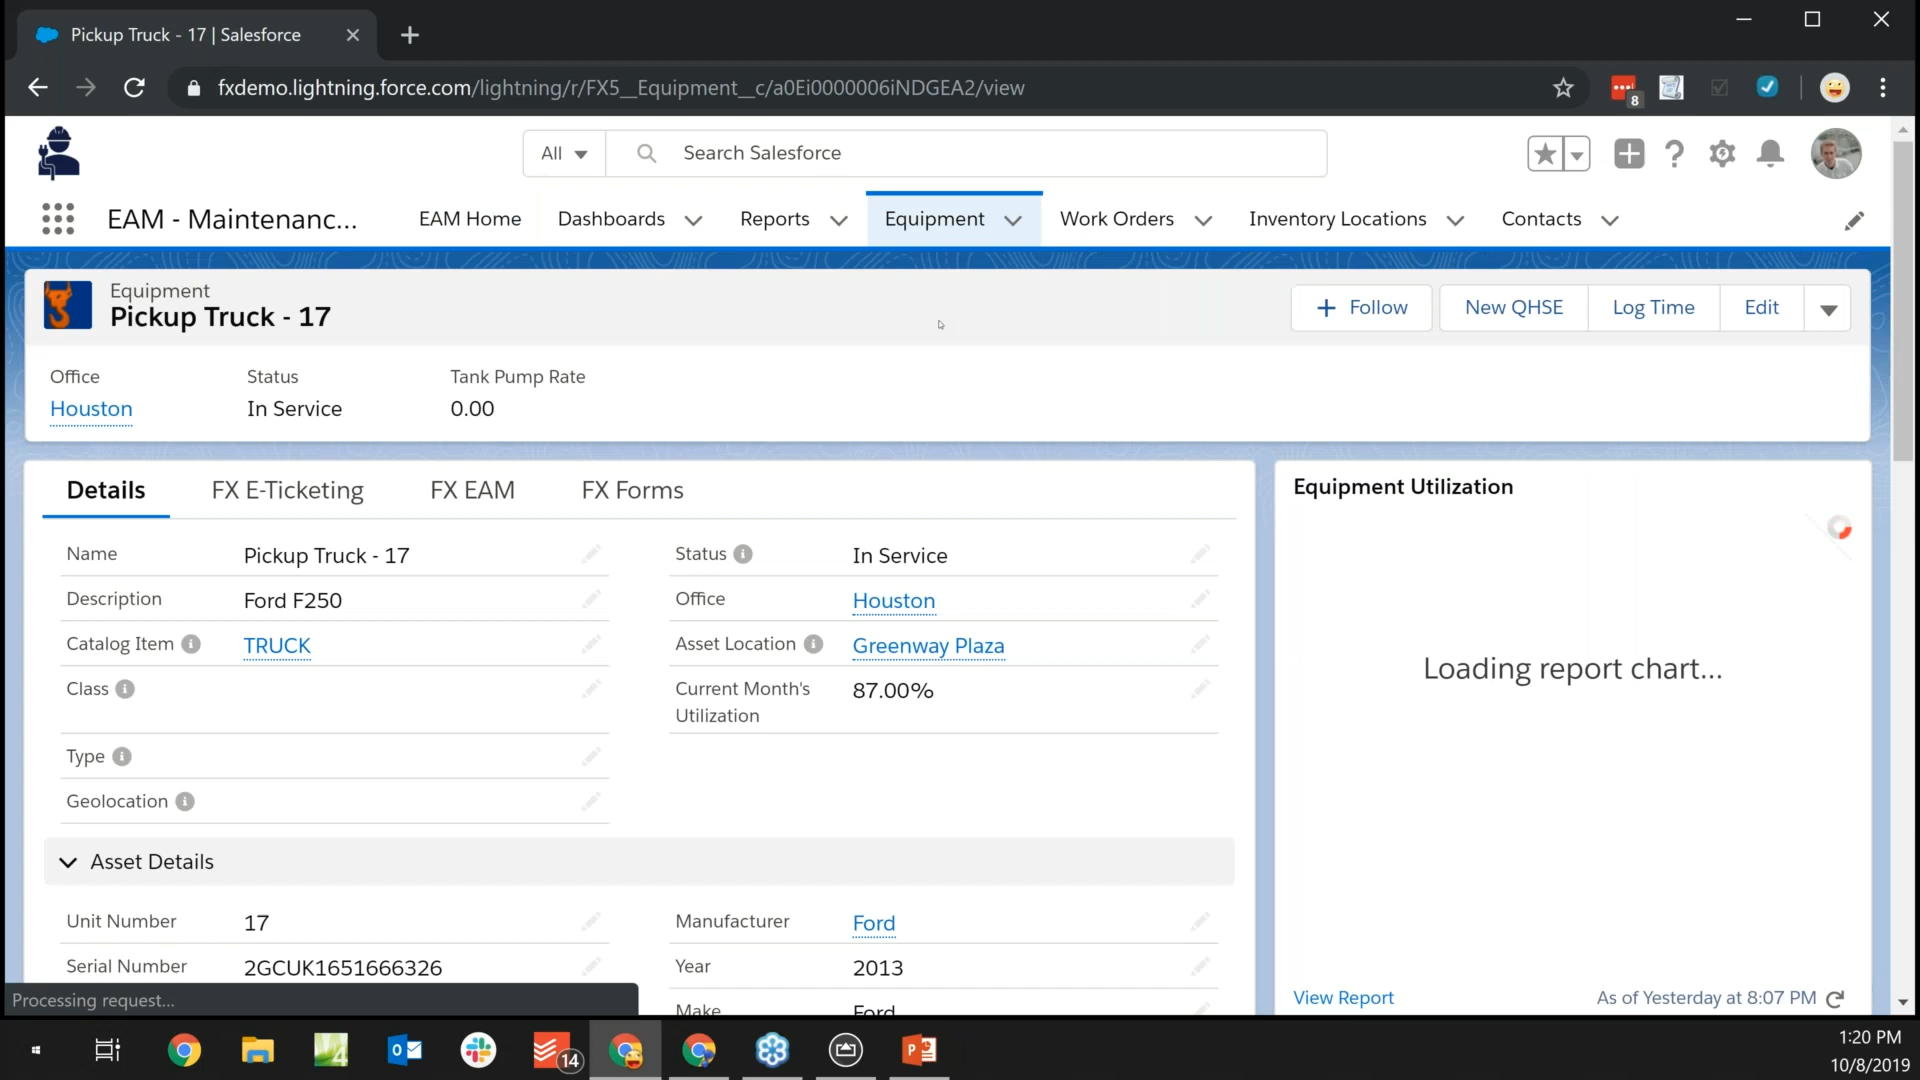 Pickup Truck - 17 | Salesforce
fxdemo.lightning.force.com/lightning/r/FX5__Equipment__c/a0Ei0000006iNDGEA2/view
8
All
Search Salesforce
EAM - Maintenanc...
EAM Home
Dashboards
Reports
Equipment
Work Orders
Inventory Locations
Contacts
Equipment
Pickup Truck - 17
Follow
New QHSE
Log Time
Edit
Office
Status
Tank Pump Rate
Houston
In Service
0.00
Details
FX E-Ticketing
FX EAM
FX Forms
Name
Pickup Truck - 17
Status
In Service
Description
Ford F250
Office
Houston
Catalog Item
TRUCK
Asset Location
Greenway Plaza
Class
Current Month's
Utilization
87.00%
Type
Geolocation
Asset Details
Unit Number
17
Manufacturer
Ford
Serial Number
2GCUK1651666326
Year
2013
Make
Ford
Equipment Utilization
Loading report chart...
View Report
As of Yesterday at 8:07 PM
Processing request...
14
1:20 PM
10/8/2019